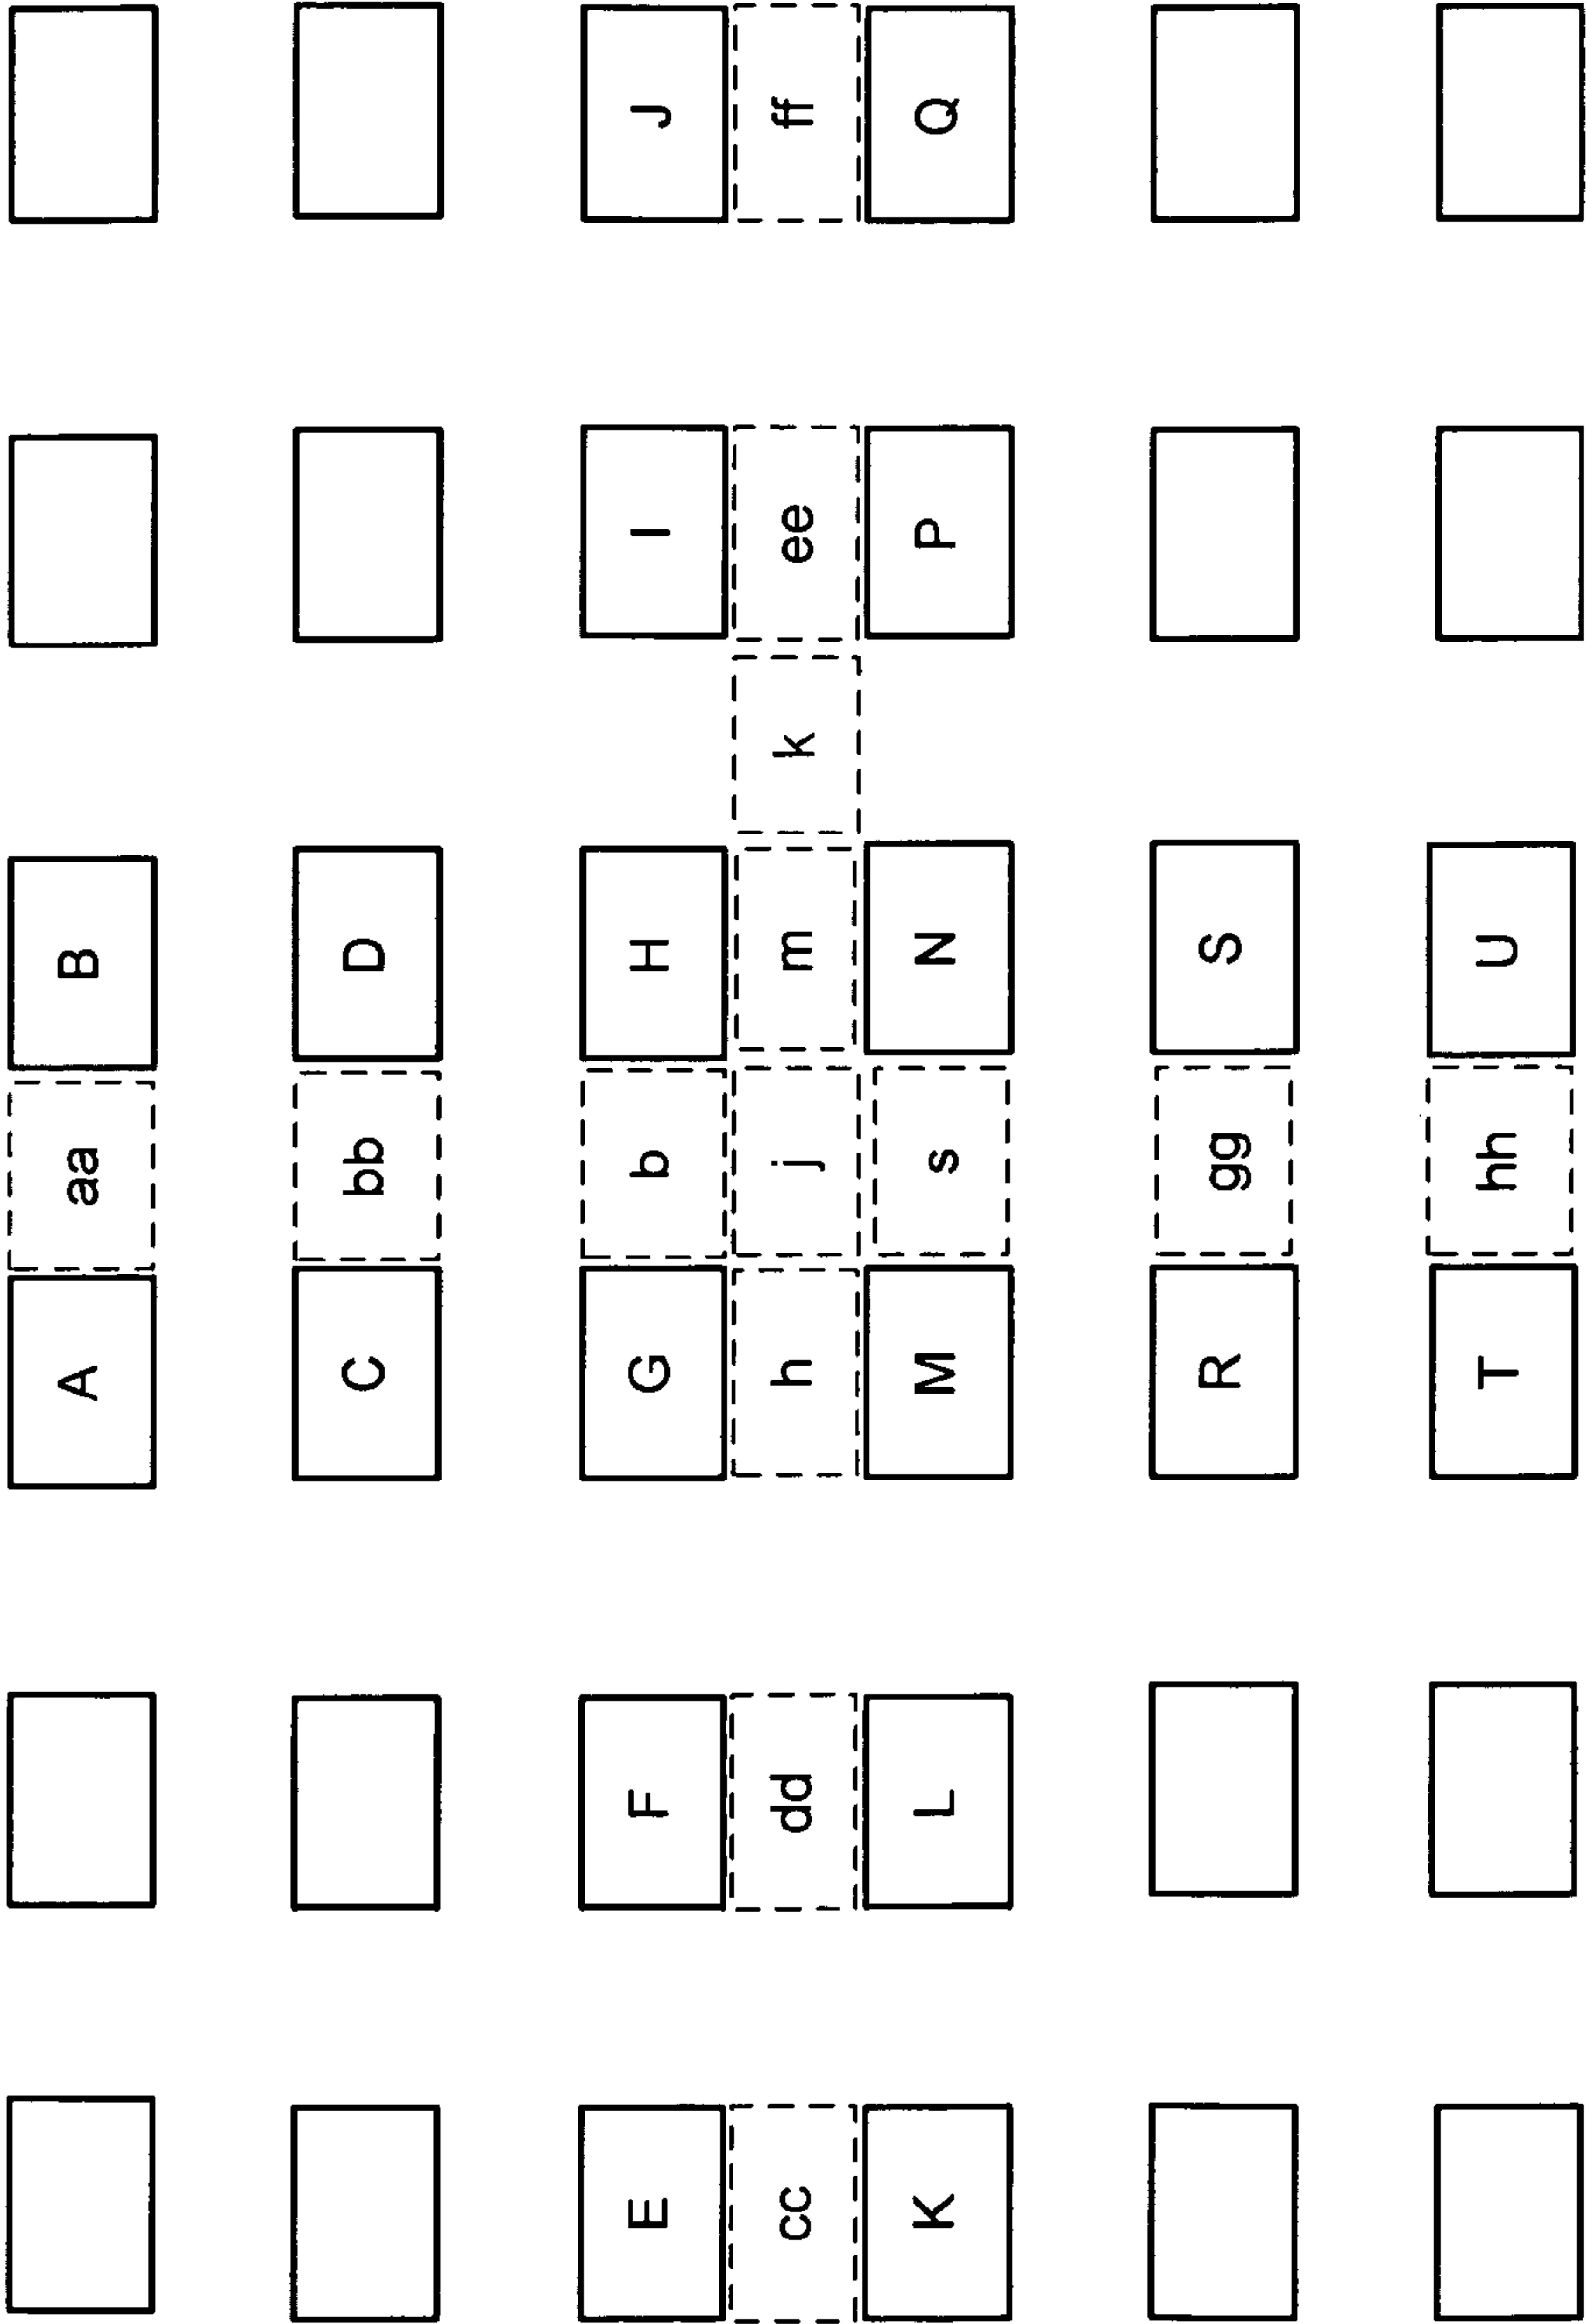 A aa B
C bb D
E F G b H I J
cc dd h j m k ee ff
K L M s N P Q
R gg S
T hh U